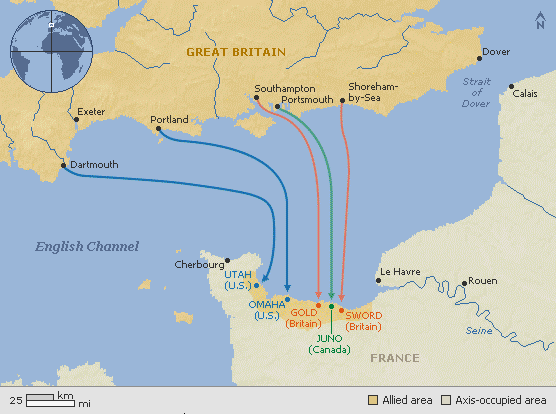 N
GREAT BRITAIN
Dover
Strait
of
Dover
Calais
Southampton
Portsmouth
Shoreham-
by-Sea
Exeter
Portland
Dartmouth
English Channel
Cherbourg
UTAH
(U.S.)
OMAHA
(U.S.)
GOLD
(Britain)
JUNO
(Canada)
SWORD
(Britain)
Le Havre
Rouen
Seine
FRANCE
25 km
mi
Allied area
Axis-occupied area